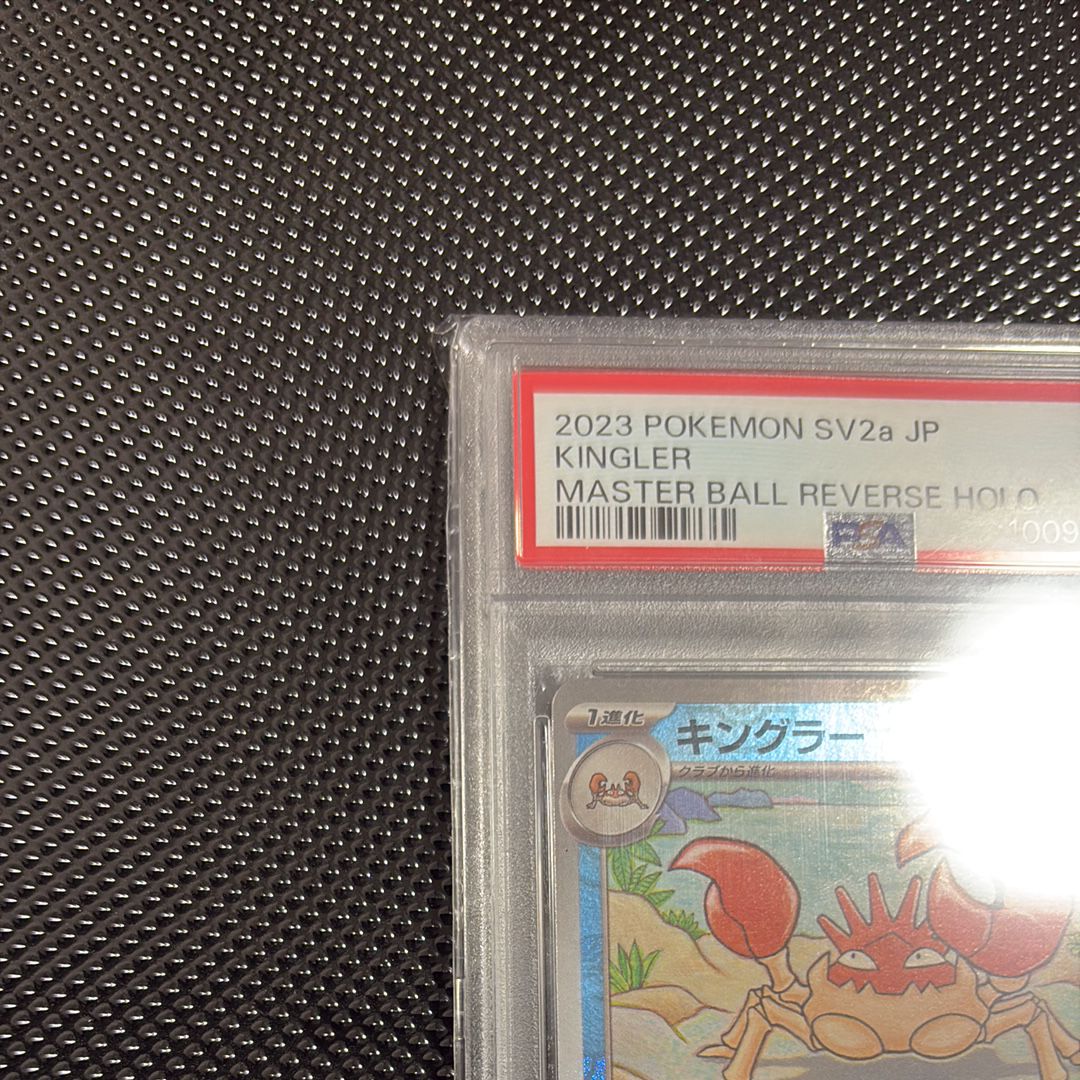 2023 POKEMON SV2a JP
KINGLER
MASTER BALL REVERSE HOLO
PSA
1009
1進化
キングラー
クラブから進化